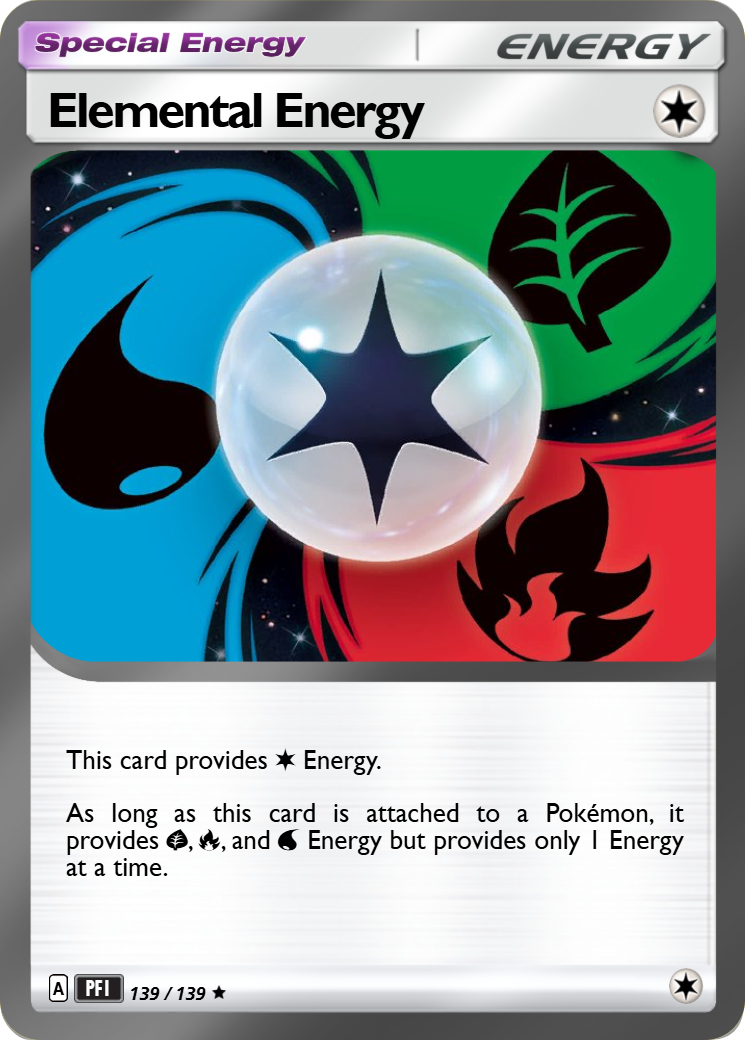 Special Energy ENERGY
Elemental Energy
This card provides Energy.
As long as this card is attached to a Pokémon, it
provides , , and Energy but provides only 1 Energy
at a time.
A PFI 139 / 139